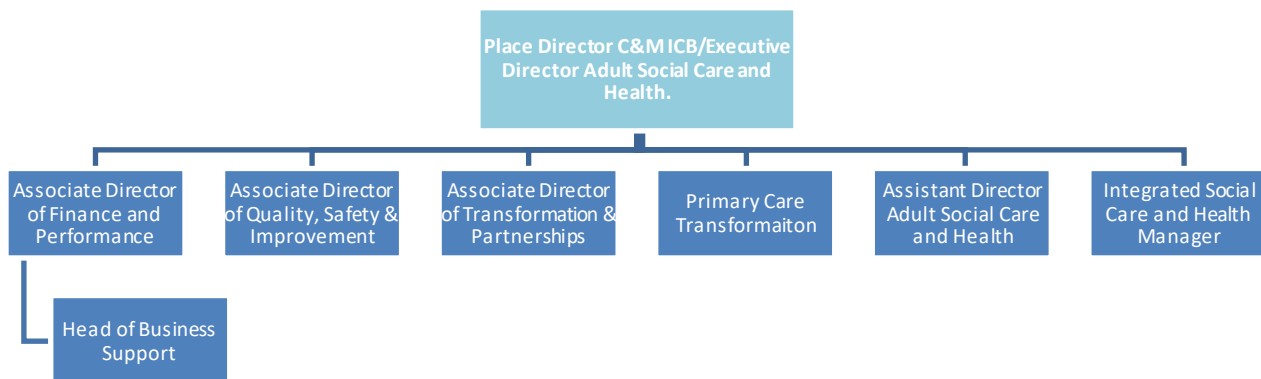 Place Director C&M ICB/Executive
Director Adult Social Care and
Health.
Associate Director
of Finance and
Performance
Associate Director
of Quality, Safety &
Improvement
Associate Director
of Transformation &
Partnerships
Primary Care
Transformaiton
Assistant Director
Adult Social Care
and Health
Integrated Social
Care and Health
Manager
Head of Business
Support